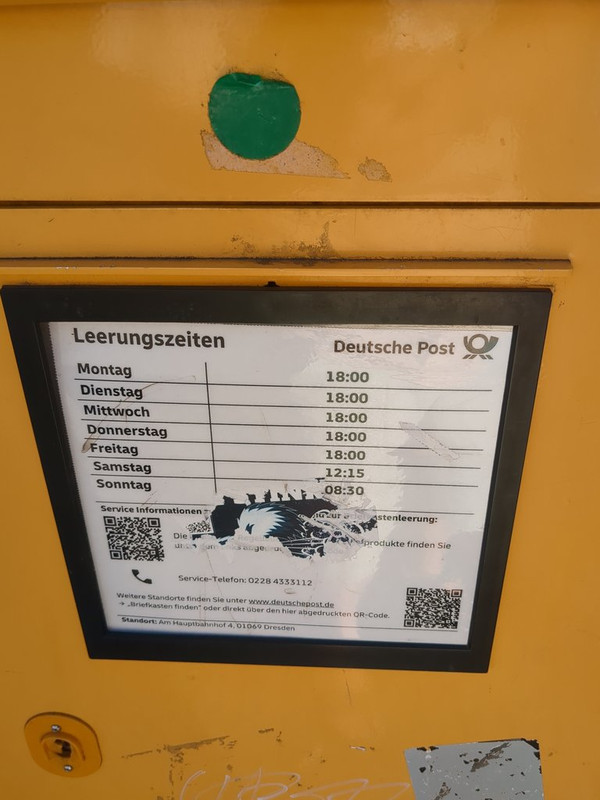 Leerungszeiten
Deutsche Post
Montag 18:00
Dienstag 18:00
Mittwoch 18:00
Donnerstag 18:00
Freitag 18:00
Samstag 12:15
Sonntag 08:30
Service Informationen zur
Die finden Sie
Service-Telefon: 0228 4333112
Weitere Standorte finden Sie unter www.deutschepost.de
→ „Briefkasten finden" oder direkt über den hier abgedruckten QR-Code.
Standort: Am Hauptbahnhof 4, 01069 Dresden